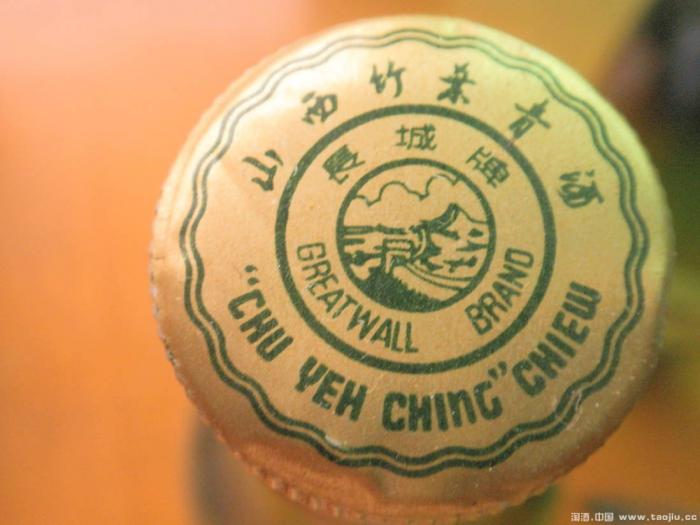 山西竹葉青酒
長城牌
GREATWALL BRAND
"CHU YEH CHING" CHIEW
淘酒.中国 www.taojiu.cc